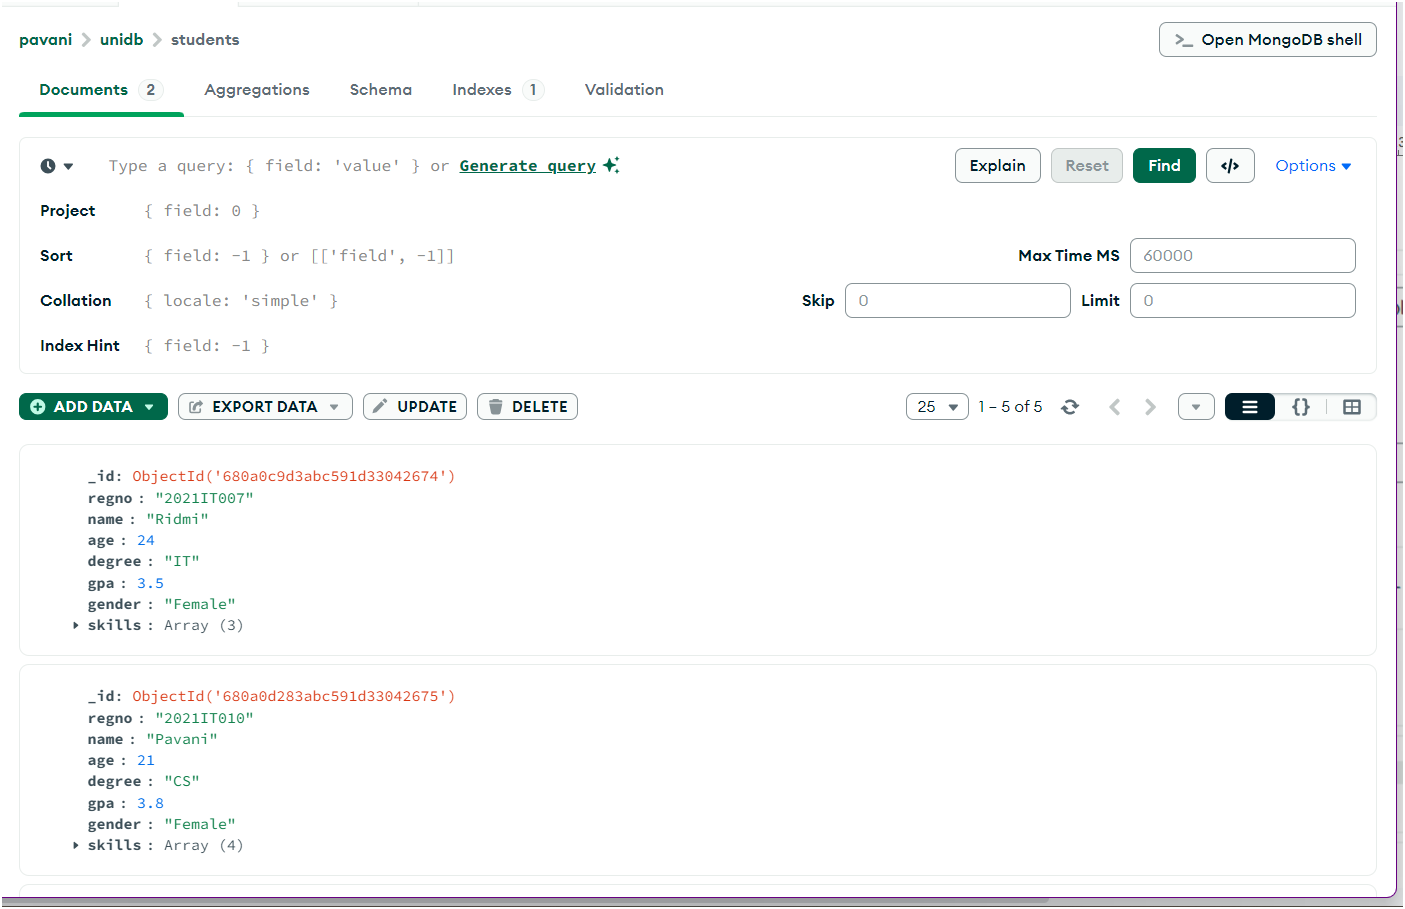 pavani > unidb > students
>_ Open MongoDB shell
Documents 2 Aggregations Schema Indexes 1 Validation
Type a query: { field: 'value' } or Generate query
Explain Reset Find </> Options
Project { field: 0 }
Sort { field: -1 } or [['field', -1]]
Max Time MS 60000
Collation { locale: 'simple' }
Skip 0 Limit 0
Index Hint { field: -1 }
ADD DATA EXPORT DATA UPDATE DELETE 25 1 – 5 of 5 {}
_id: ObjectId('680a0c9d3abc591d33042674')
regno : "2021IT007"
name : "Ridmi"
age : 24
degree : "IT"
gpa : 3.5
gender : "Female"
skills : Array (3)
_id: ObjectId('680a0d283abc591d33042675')
regno : "2021IT010"
name : "Pavani"
age : 21
degree : "CS"
gpa : 3.8
gender : "Female"
skills : Array (4)